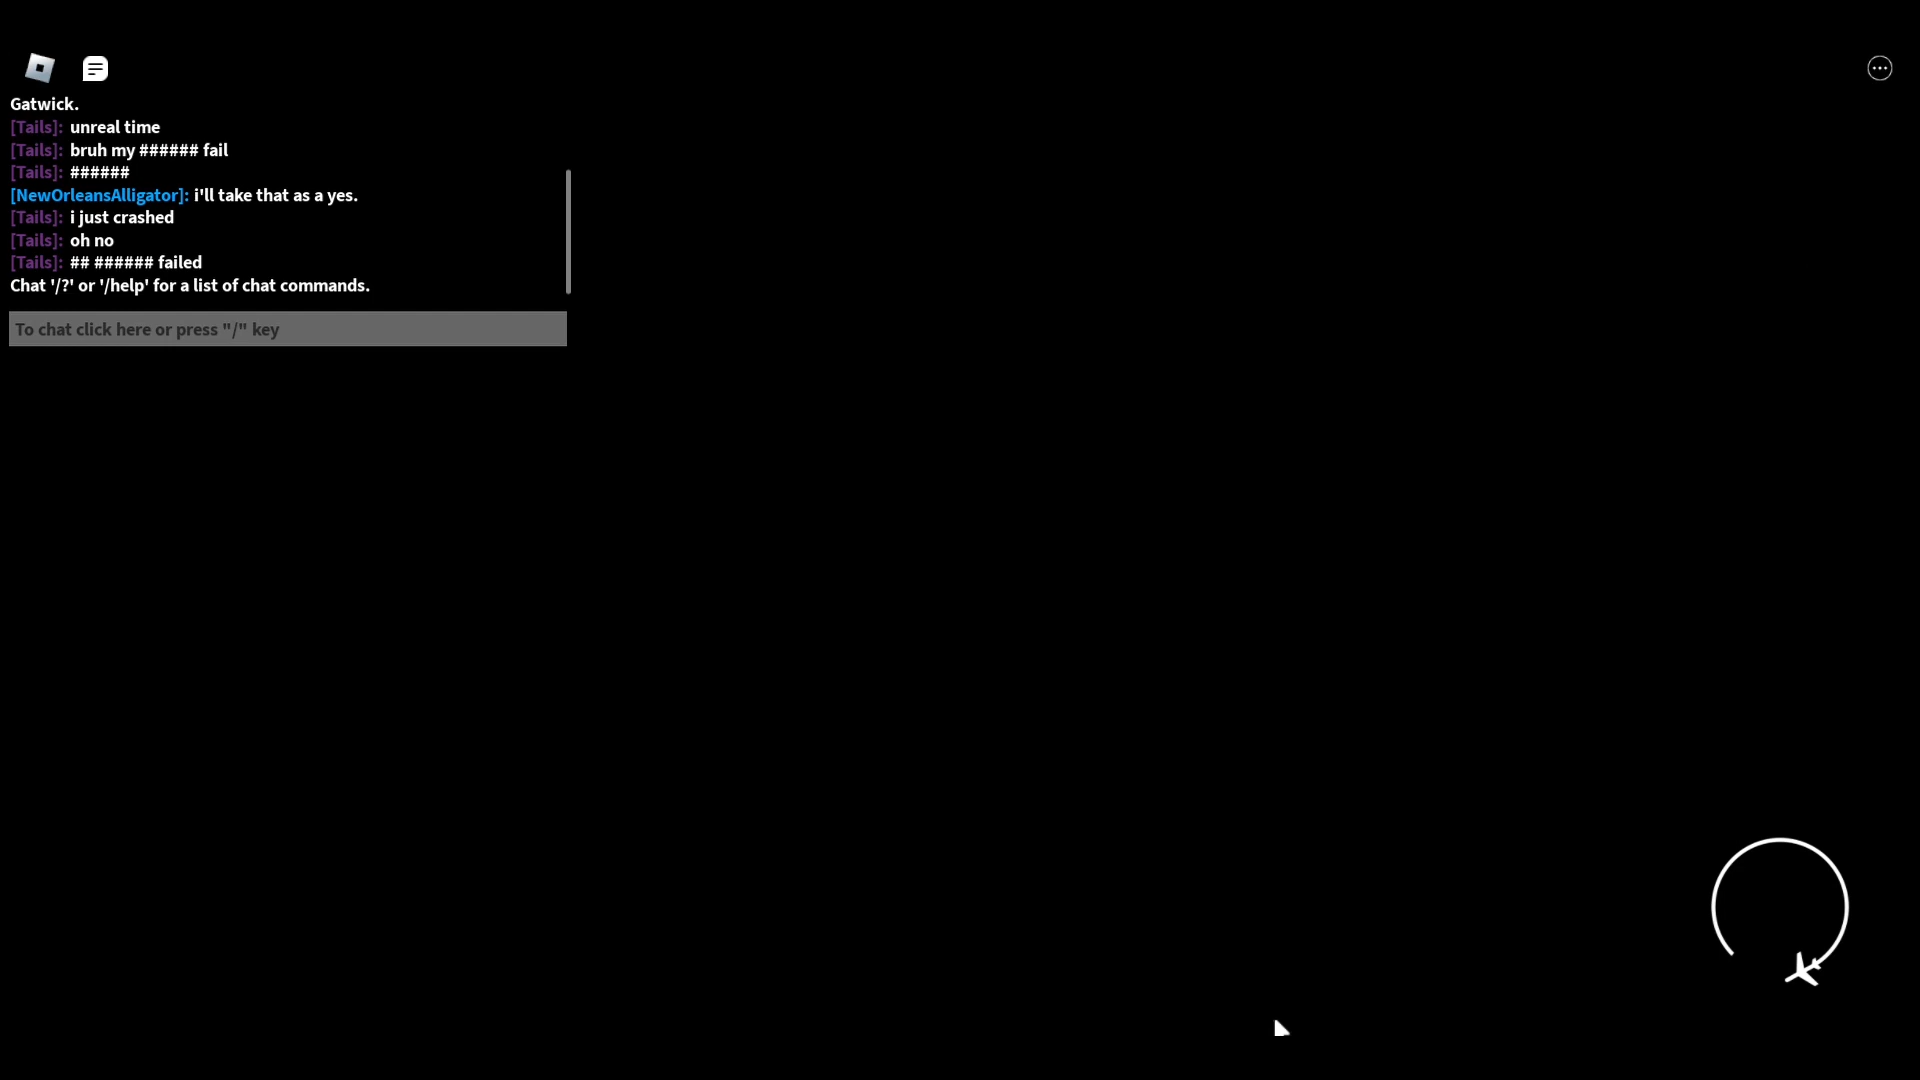 Gatwick.
[Tails]: unreal time
[Tails]: bruh my ###### fail
[Tails]: ######
[NewOrleansAlligator]: i'll take that as a yes.
[Tails]: i just crashed
[Tails]: oh no
[Tails]: ## ###### failed
Chat '/?' or '/help' for a list of chat commands.
To chat click here or press "/" key